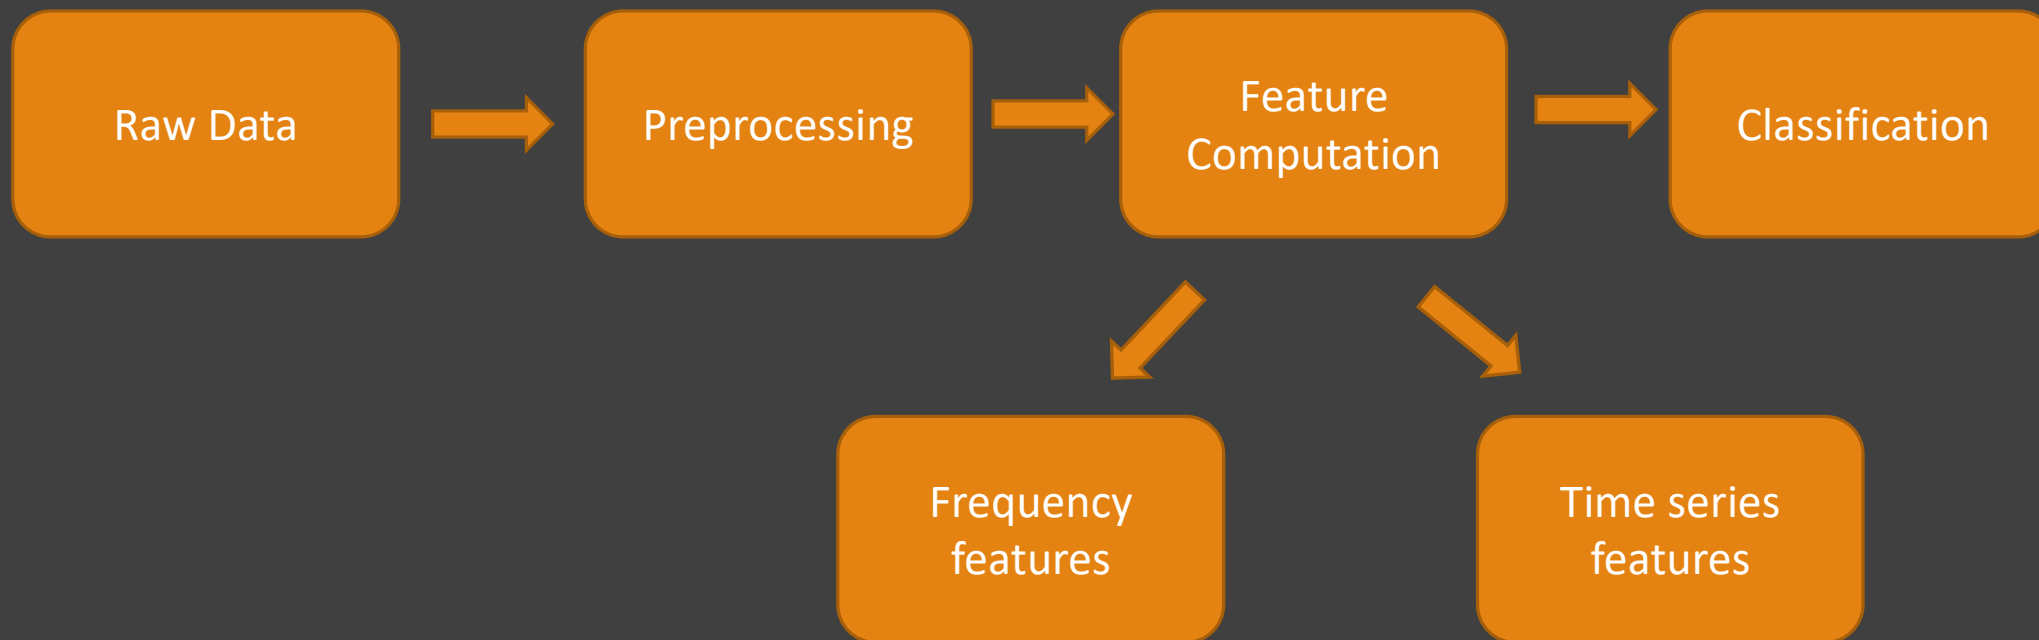 Raw Data
Preprocessing
Feature
Computation
Classification
Frequency
features
Time series
features